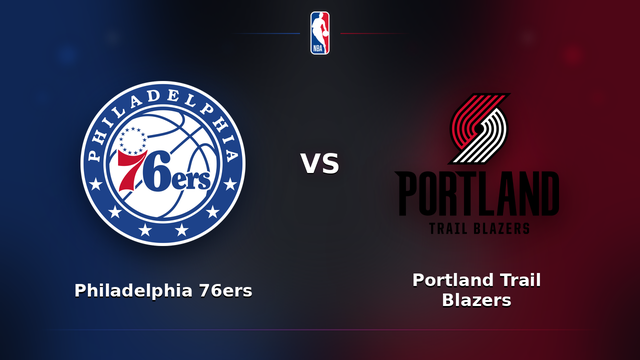 NBA
PHILADELPHIA
76ers
VS
PORTLAND
TRAIL BLAZERS
Philadelphia 76ers
Portland Trail
Blazers